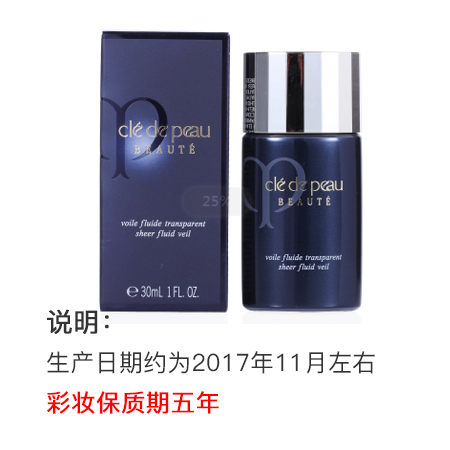 clé de peau
BEAUTÉ
voile fluide transparent
sheer fluid veil
℮ 30mL 1 FL. OZ.
clé de peau
BEAUTÉ
voile fluide transparent
sheer fluid veil
25%
说明：
生产日期约为2017年11月左右
彩妆保质期五年